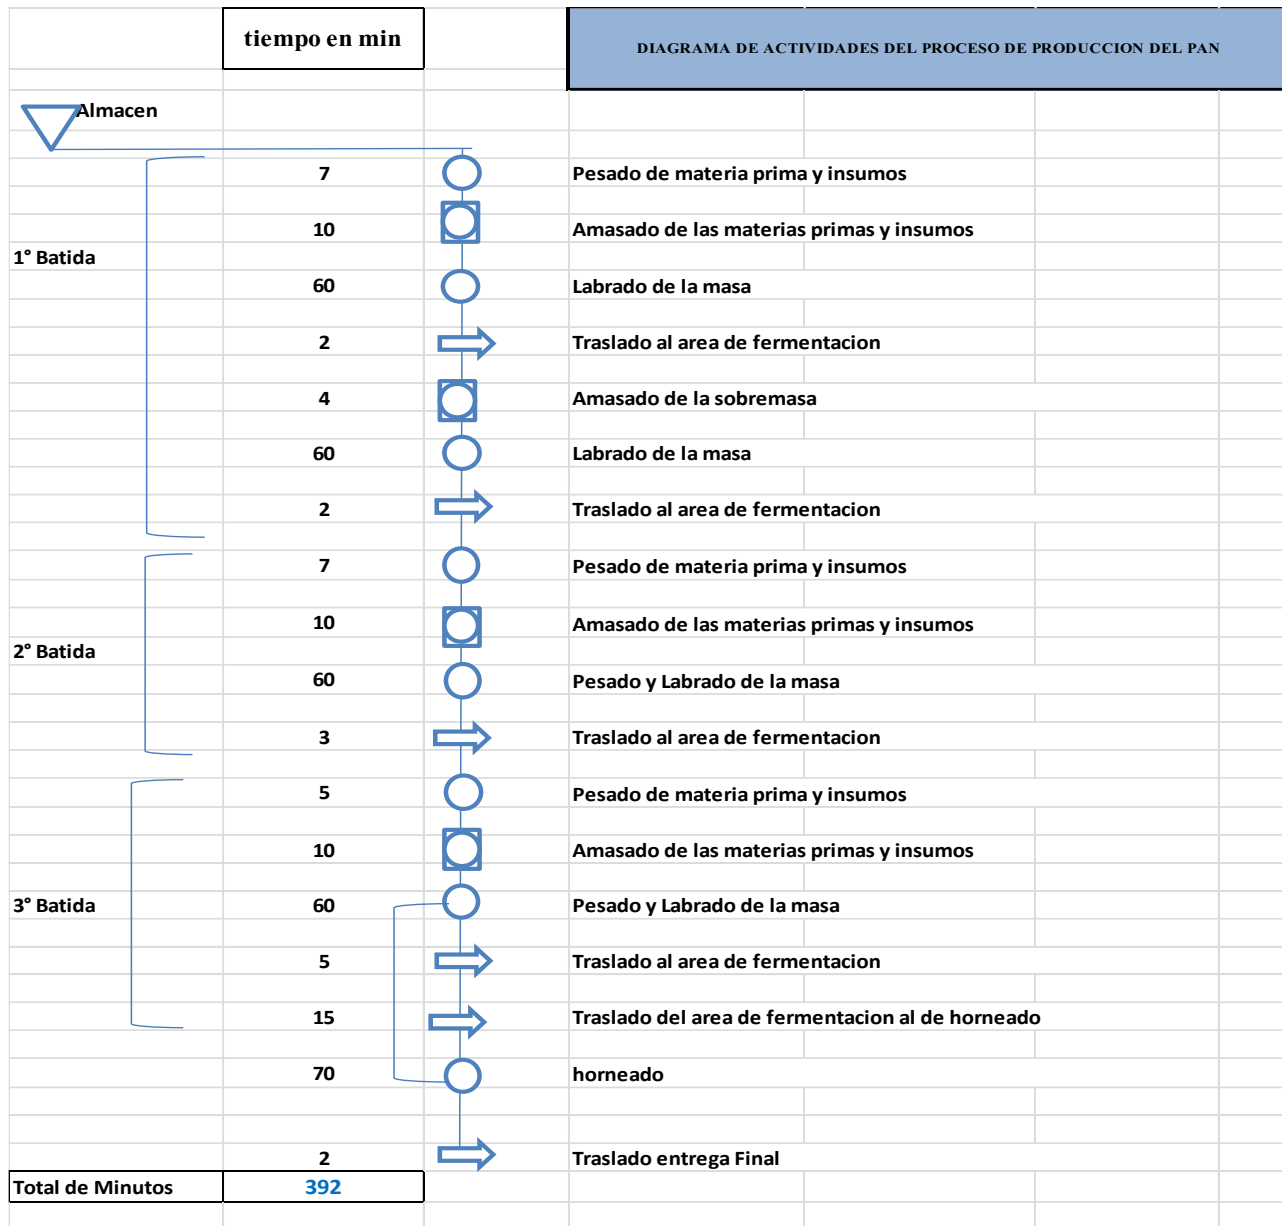 tiempo en min
DIAGRAMA DE ACTIVIDADES DEL PROCESO DE PRODUCCION DEL PAN
Almacen
7 Pesado de materia prima y insumos
10 Amasado de las materias primas y insumos
1° Batida
60 Labrado de la masa
2 Traslado al area de fermentacion
4 Amasado de la sobremasa
60 Labrado de la masa
2 Traslado al area de fermentacion
7 Pesado de materia prima y insumos
10 Amasado de las materias primas y insumos
2° Batida
60 Pesado y Labrado de la masa
3 Traslado al area de fermentacion
5 Pesado de materia prima y insumos
10 Amasado de las materias primas y insumos
3° Batida 60 Pesado y Labrado de la masa
5 Traslado al area de fermentacion
15 Traslado del area de fermentacion al de horneado
70 horneado
2 Traslado entrega Final
Total de Minutos 392